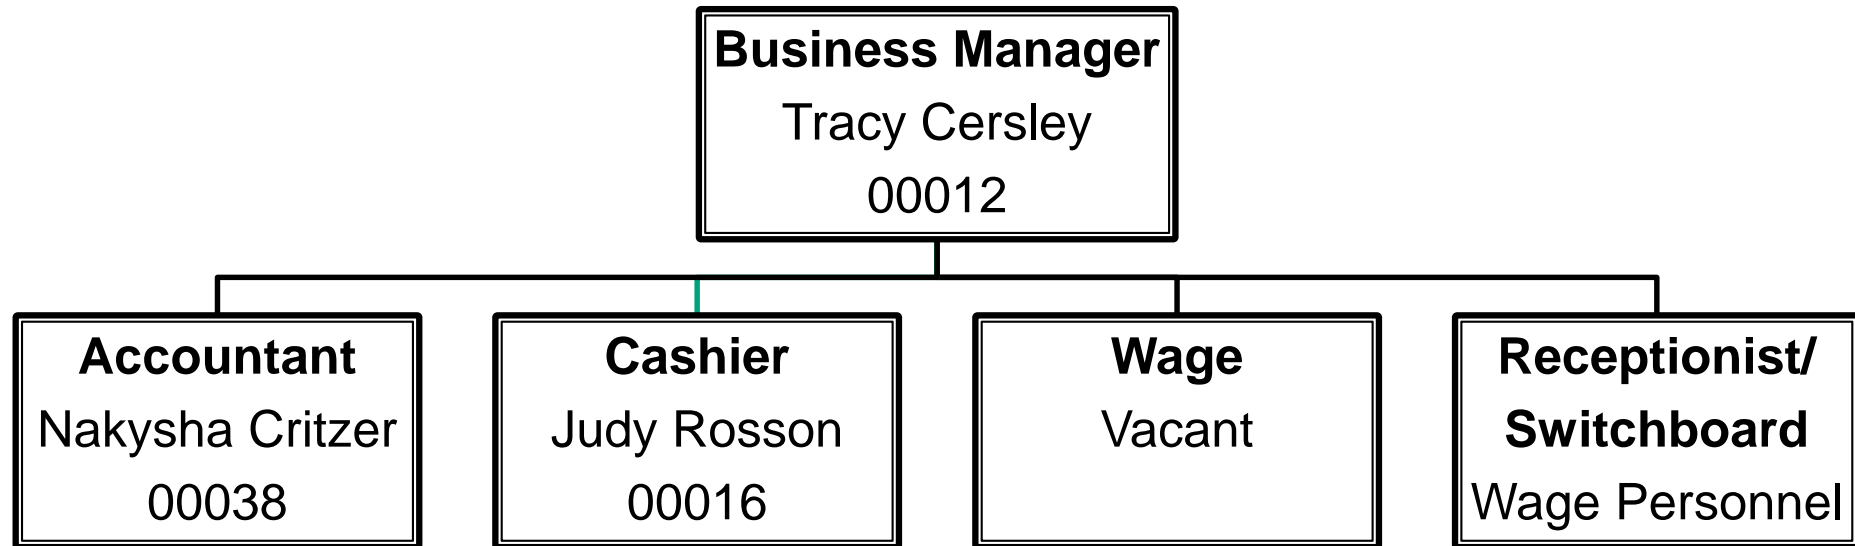 Business Manager
Tracy Cersley
00012
Accountant
Nakysha Critzer
00038
Cashier
Judy Rosson
00016
Wage
Vacant
Receptionist/
Switchboard
Wage Personnel